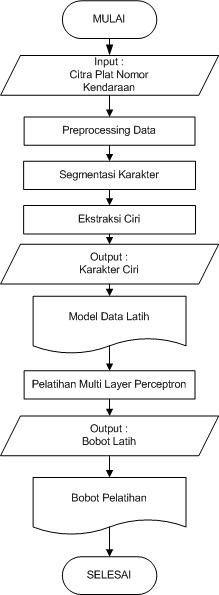 MULAI
Input :
Citra Plat Nomor
Kendaraan
Preprocessing Data
Segmentasi Karakter
Ekstraksi Ciri
Output :
Karakter Ciri
Model Data Latih
Pelatihan Multi Layer Perceptron
Output :
Bobot Latih
Bobot Pelatihan
SELESAI